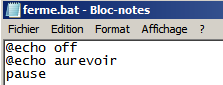 ferme.bat - Bloc-notes
Fichier Edition Format Affichage ?
@echo off
@echo aurevoir
pause